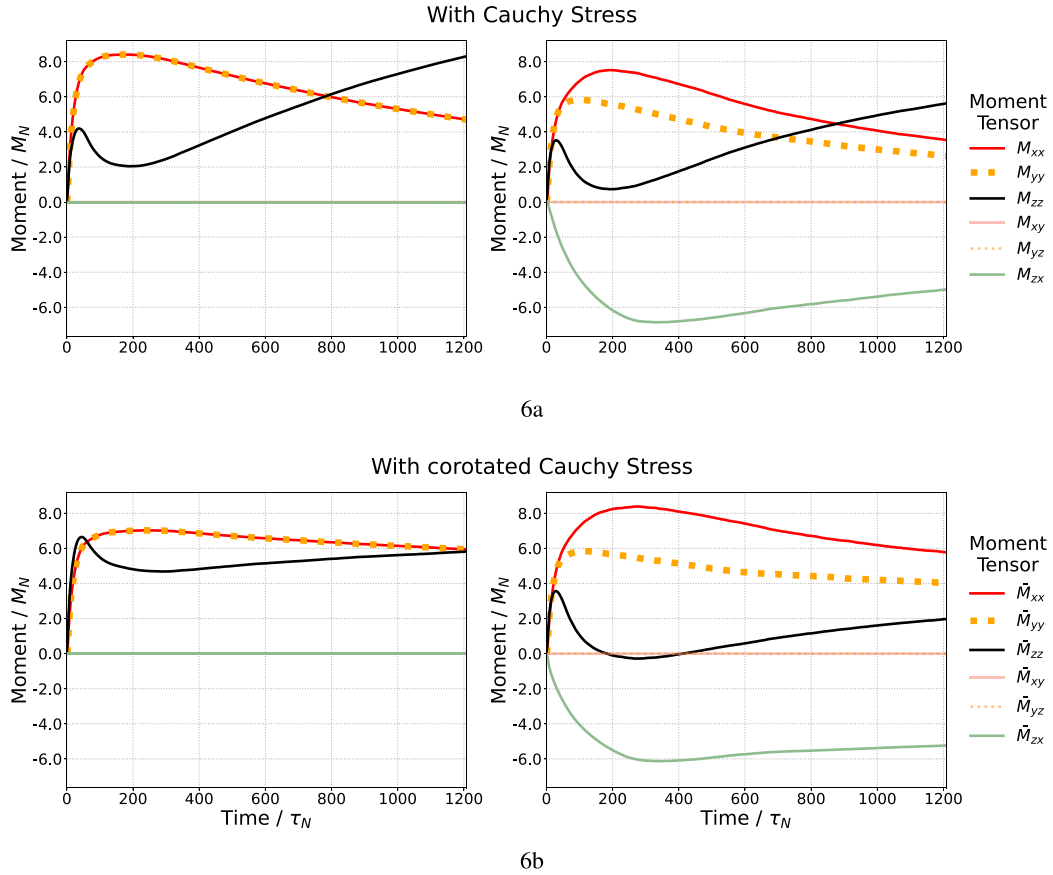 With Cauchy Stress
Moment / M_N
8.0
6.0
4.0
2.0
0.0
-2.0
-4.0
-6.0
0 200 400 600 800 1000 1200
Moment / M_N
8.0
6.0
4.0
2.0
0.0
-2.0
-4.0
-6.0
0 200 400 600 800 1000 1200
Moment
Tensor
M_xx
M_yy
M_zz
M_xy
M_yz
M_zx
6a
With corotated Cauchy Stress
Moment / M_N
8.0
6.0
4.0
2.0
0.0
-2.0
-4.0
-6.0
0 200 400 600 800 1000 1200
Time / τ_N
Moment / M_N
8.0
6.0
4.0
2.0
0.0
-2.0
-4.0
-6.0
0 200 400 600 800 1000 1200
Time / τ_N
Moment
Tensor
M̄_xx
M̄_yy
M̄_zz
M̄_xy
M̄_yz
M̄_zx
6b